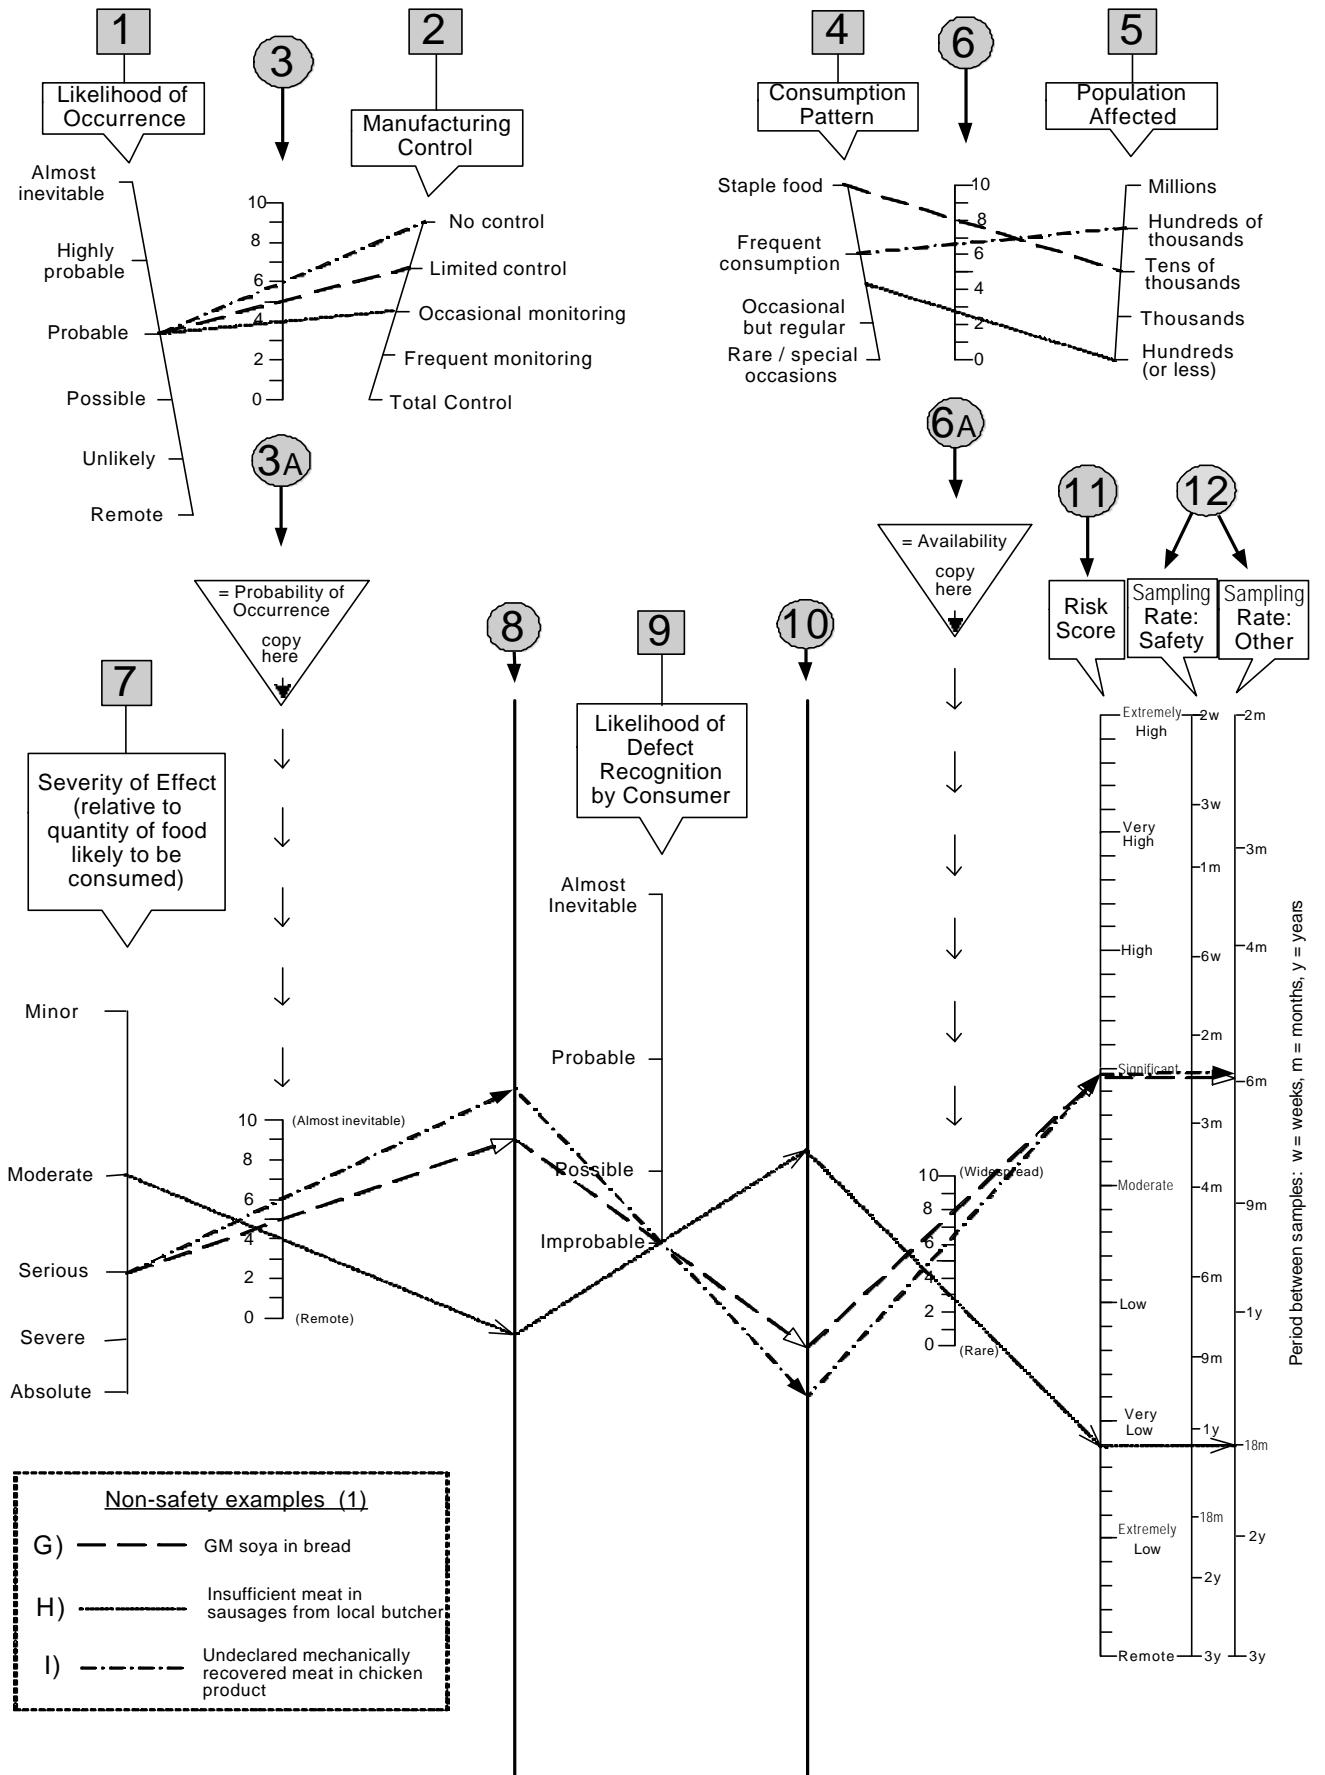 1
2
3
4
5
6
Likelihood of
Occurrence
Manufacturing
Control
Consumption
Pattern
Population
Affected
Almost
inevitable
Highly
probable
Probable
Possible
Unlikely
Remote
10
8
6
4
2
0
No control
Limited control
Occasional monitoring
Frequent monitoring
Total Control
Staple food
Frequent
consumption
Occasional
but regular
Rare / special
occasions
10
8
6
4
2
0
Millions
Hundreds of
thousands
Tens of
thousands
Thousands
Hundreds
(or less)
3A
6A
= Probability of
Occurrence
copy
here
= Availability
copy
here
7
8
9
10
11
12
Severity of Effect
(relative to
quantity of food
likely to be
consumed)
Likelihood of
Defect
Recognition
by Consumer
Risk
Score
Sampling
Rate:
Safety
Sampling
Rate:
Other
Minor
Moderate
Serious
Severe
Absolute
10 (Almost inevitable)
8
6
4
2
0 (Remote)
Almost
Inevitable
Probable
Possible
Improbable
10 (Widespread)
8
6
4
2
0 (Rare)
Extremely
High
Very
High
High
Significant
Moderate
Low
Very
Low
Extremely
Low
Remote
2w
3w
1m
6w
2m
3m
4m
6m
9m
1y
18m
2y
3y
2m
3m
4m
6m
9m
1y
18m
2y
3y
Period between samples: w = weeks, m = months, y = years
Non-safety examples (1)
G) GM soya in bread
H) Insufficient meat in
sausages from local butcher
I) Undeclared mechanically
recovered meat in chicken
product